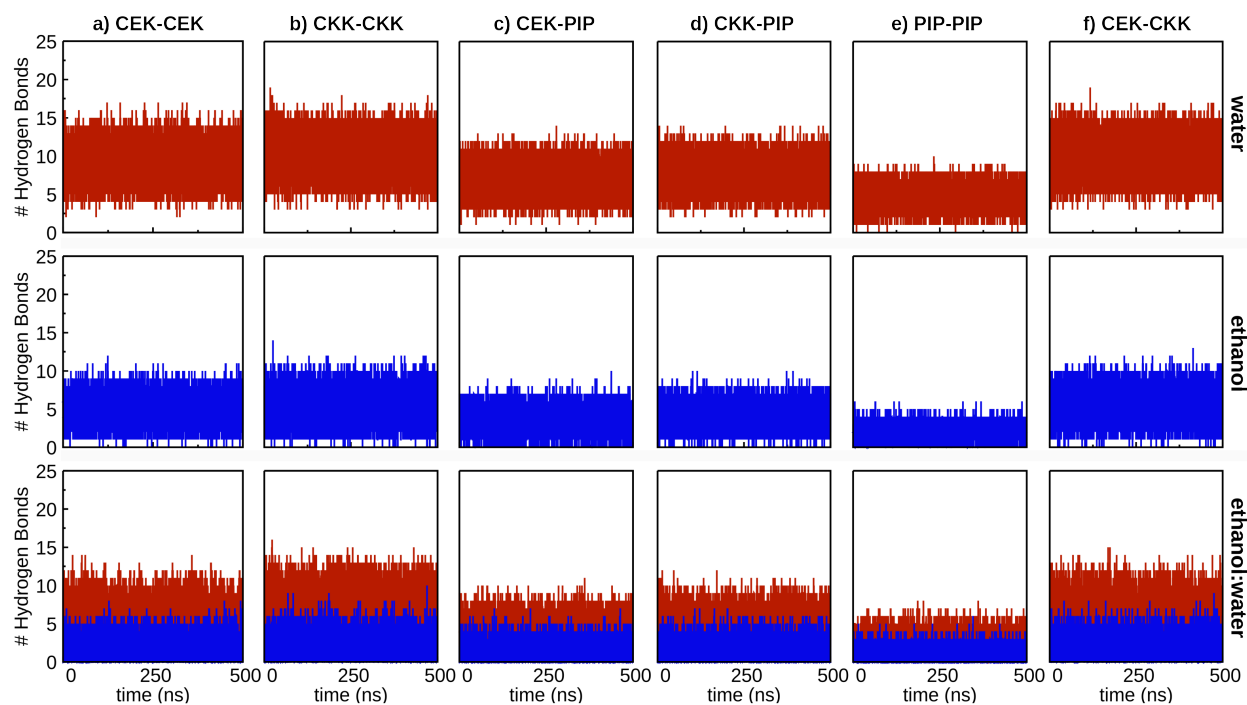 a) CEK-CEK b) CKK-CKK c) CEK-PIP d) CKK-PIP e) PIP-PIP f) CEK-CKK
25
20
15
10
5
0
# Hydrogen Bonds
water
25
20
15
10
5
0
# Hydrogen Bonds
ethanol
25
20
15
10
5
0
# Hydrogen Bonds
ethanol:water
0 250 500 0 250 500 0 250 500 0 250 500 0 250 500 0 250 500
time (ns) time (ns) time (ns) time (ns) time (ns) time (ns)